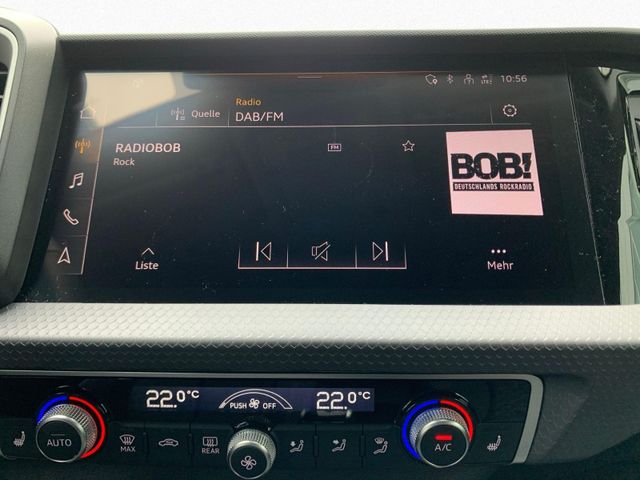 10:56
Radio
Quelle
DAB/FM
RADIOBOB
FM
Rock
BOB!
DEUTSCHLANDS ROCKRADIO
Liste
Mehr
22.0°C
PUSH OFF
22.0°C
AUTO
MAX
REAR
A/C